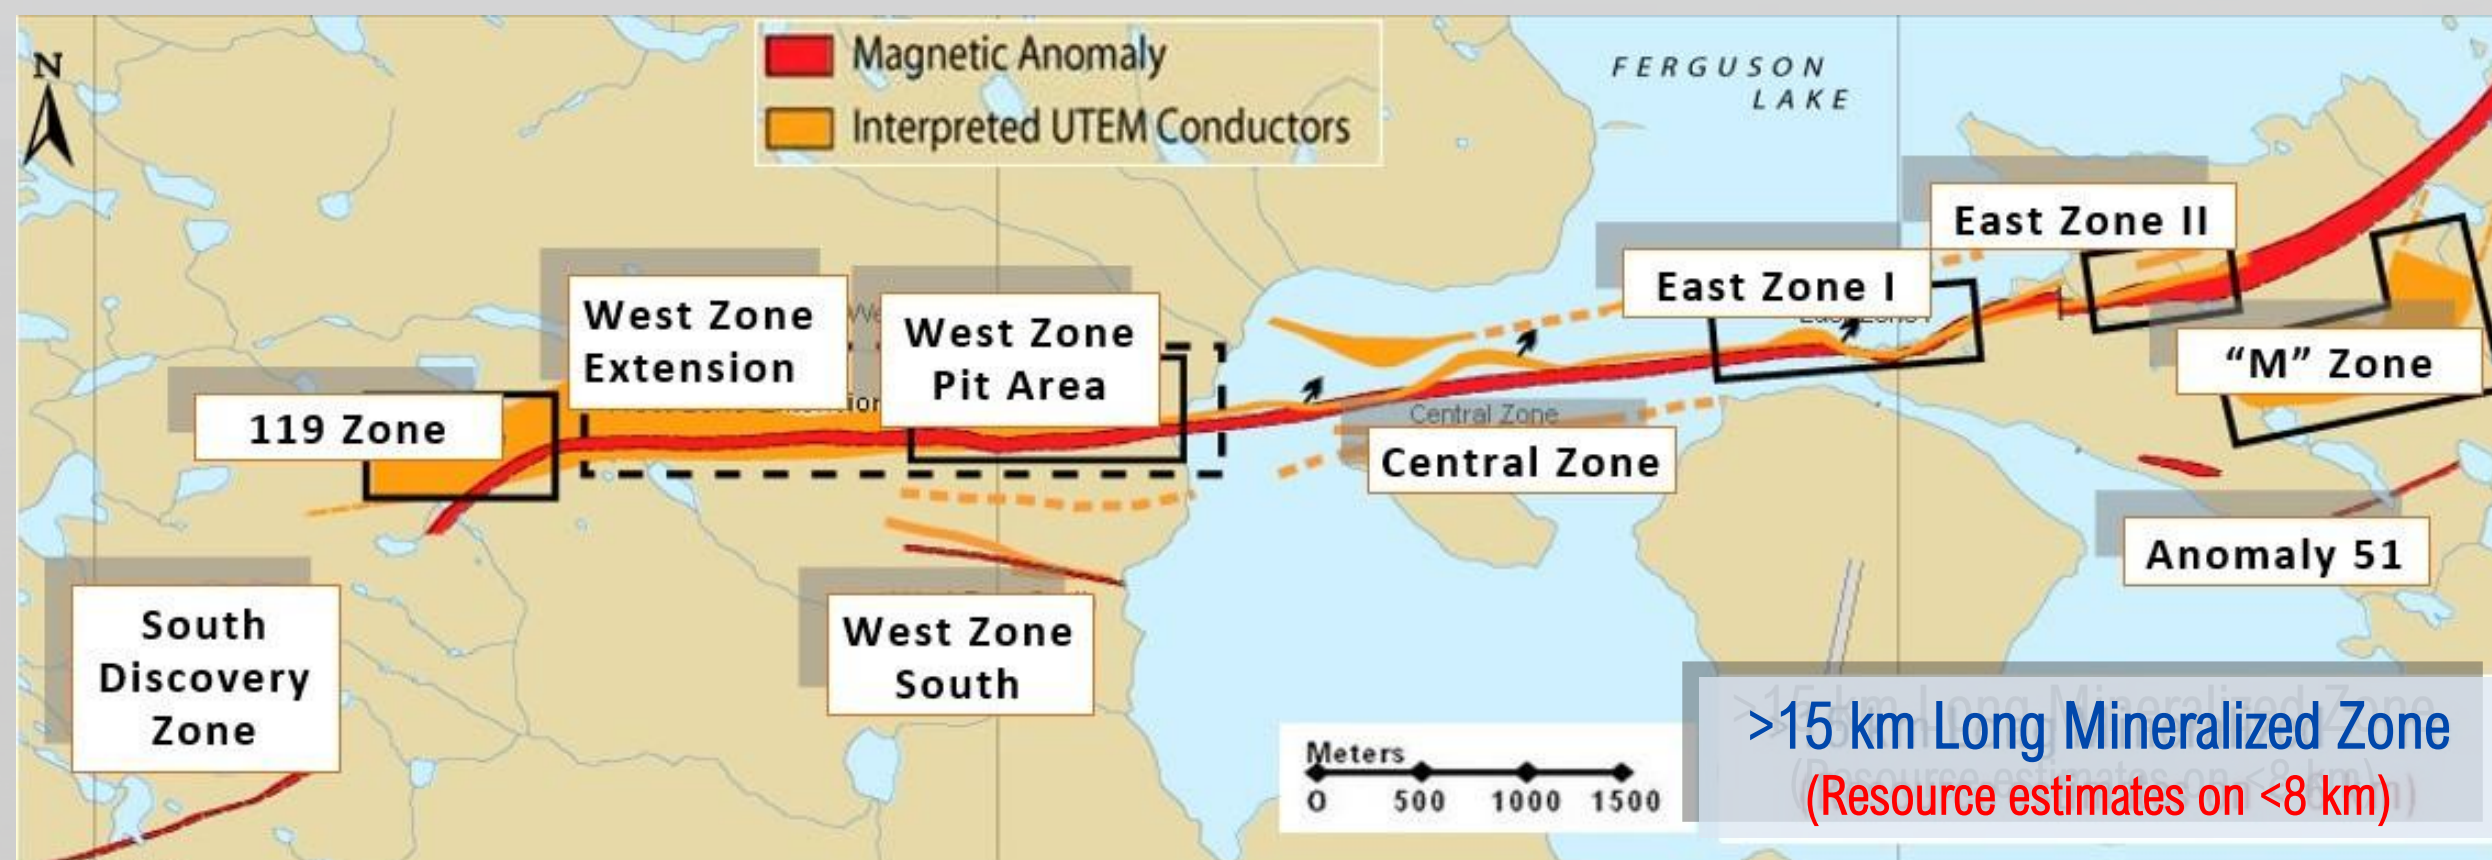 N
Magnetic Anomaly
Interpreted UTEM Conductors
FERGUSON
LAKE
East Zone II
East Zone I
West Zone
Extension
West Zone
Pit Area
"M" Zone
119 Zone
Central Zone
Central Zone
Anomaly 51
South
Discovery
Zone
West Zone
South
Meters
0 500 1000 1500
>15 km Long Mineralized Zone
(Resource estimates on <8 km)